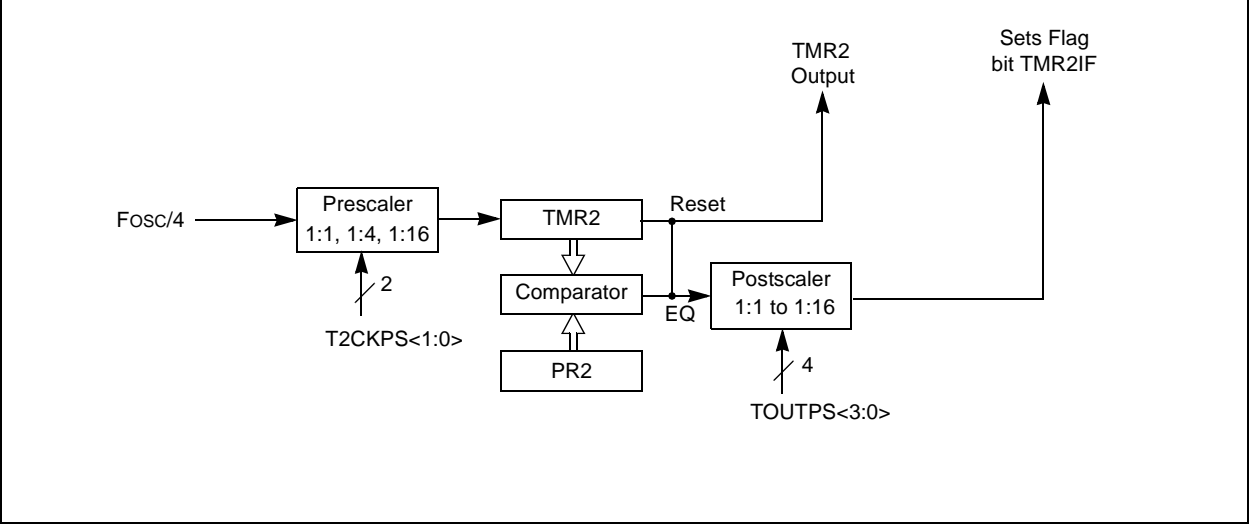 TMR2
Output
Sets Flag
bit TMR2IF
Fosc/4
Prescaler
1:1, 1:4, 1:16
2
T2CKPS<1:0>
TMR2
Reset
Comparator
EQ
PR2
Postscaler
1:1 to 1:16
4
TOUTPS<3:0>